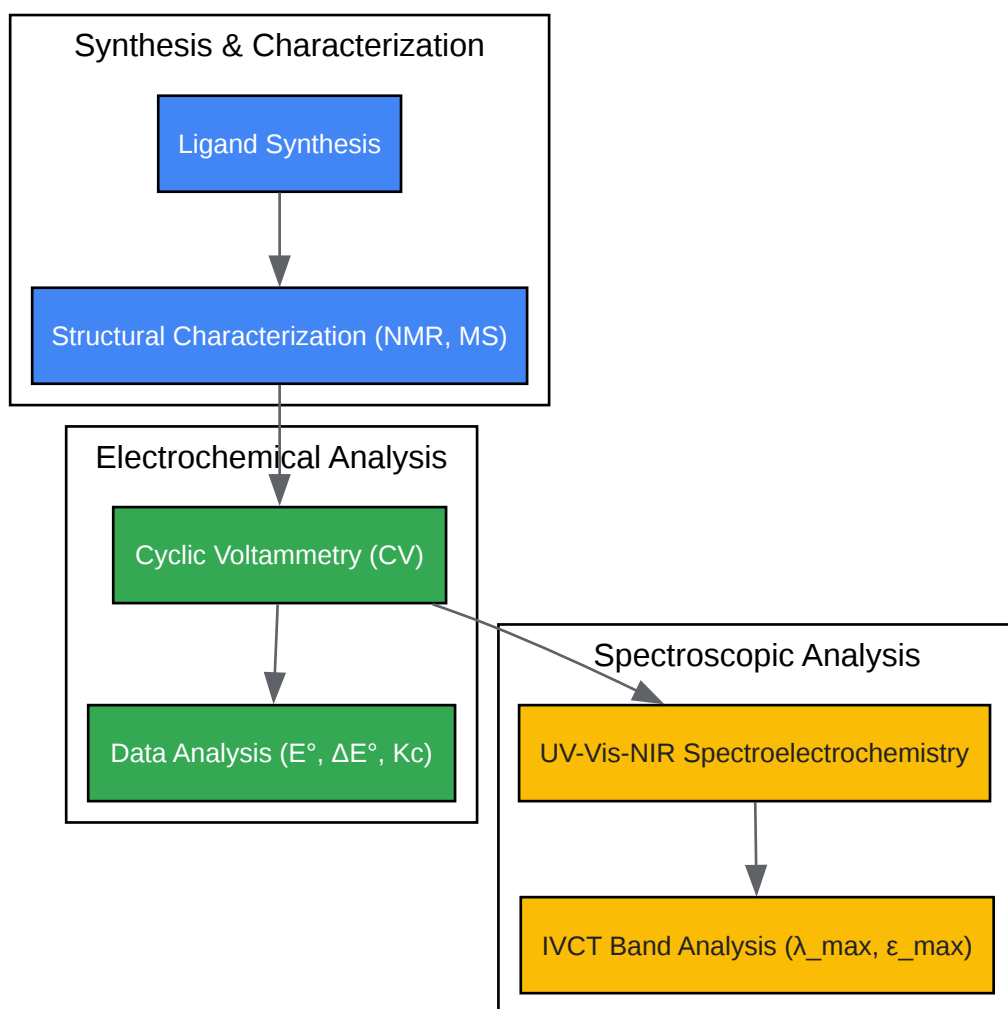 Synthesis & Characterization
Ligand Synthesis
Structural Characterization (NMR, MS)
Electrochemical Analysis
Cyclic Voltammetry (CV)
Data Analysis (E°, ΔE°, Kc)
Spectroscopic Analysis
UV-Vis-NIR Spectroelectrochemistry
IVCT Band Analysis (λ_max, ε_max)